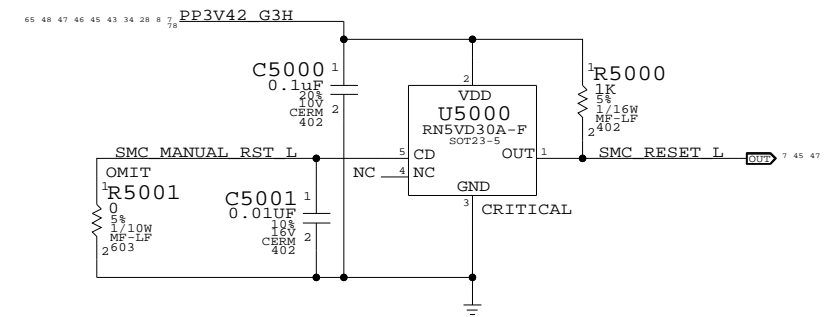 65 48 47 46 45 43 34 28 8 7 PP3V42_G3H
78
C5000 1
0.1uF
20%
10V 2
CERM
402
2
VDD
U5000
RN5VD30A-F
SOT23-5
1 R5000
1K
5%
1/16W
MF-LF
2 402
SMC_MANUAL_RST_L 5 CD OUT 1 SMC_RESET_L OUT 7 45 47
NC 4 NC
GND
3 CRITICAL
OMIT
1 R5001
0
5%
1/10W
MF-LF
2 603
C5001 1
0.01UF
10%
16V 2
CERM
402